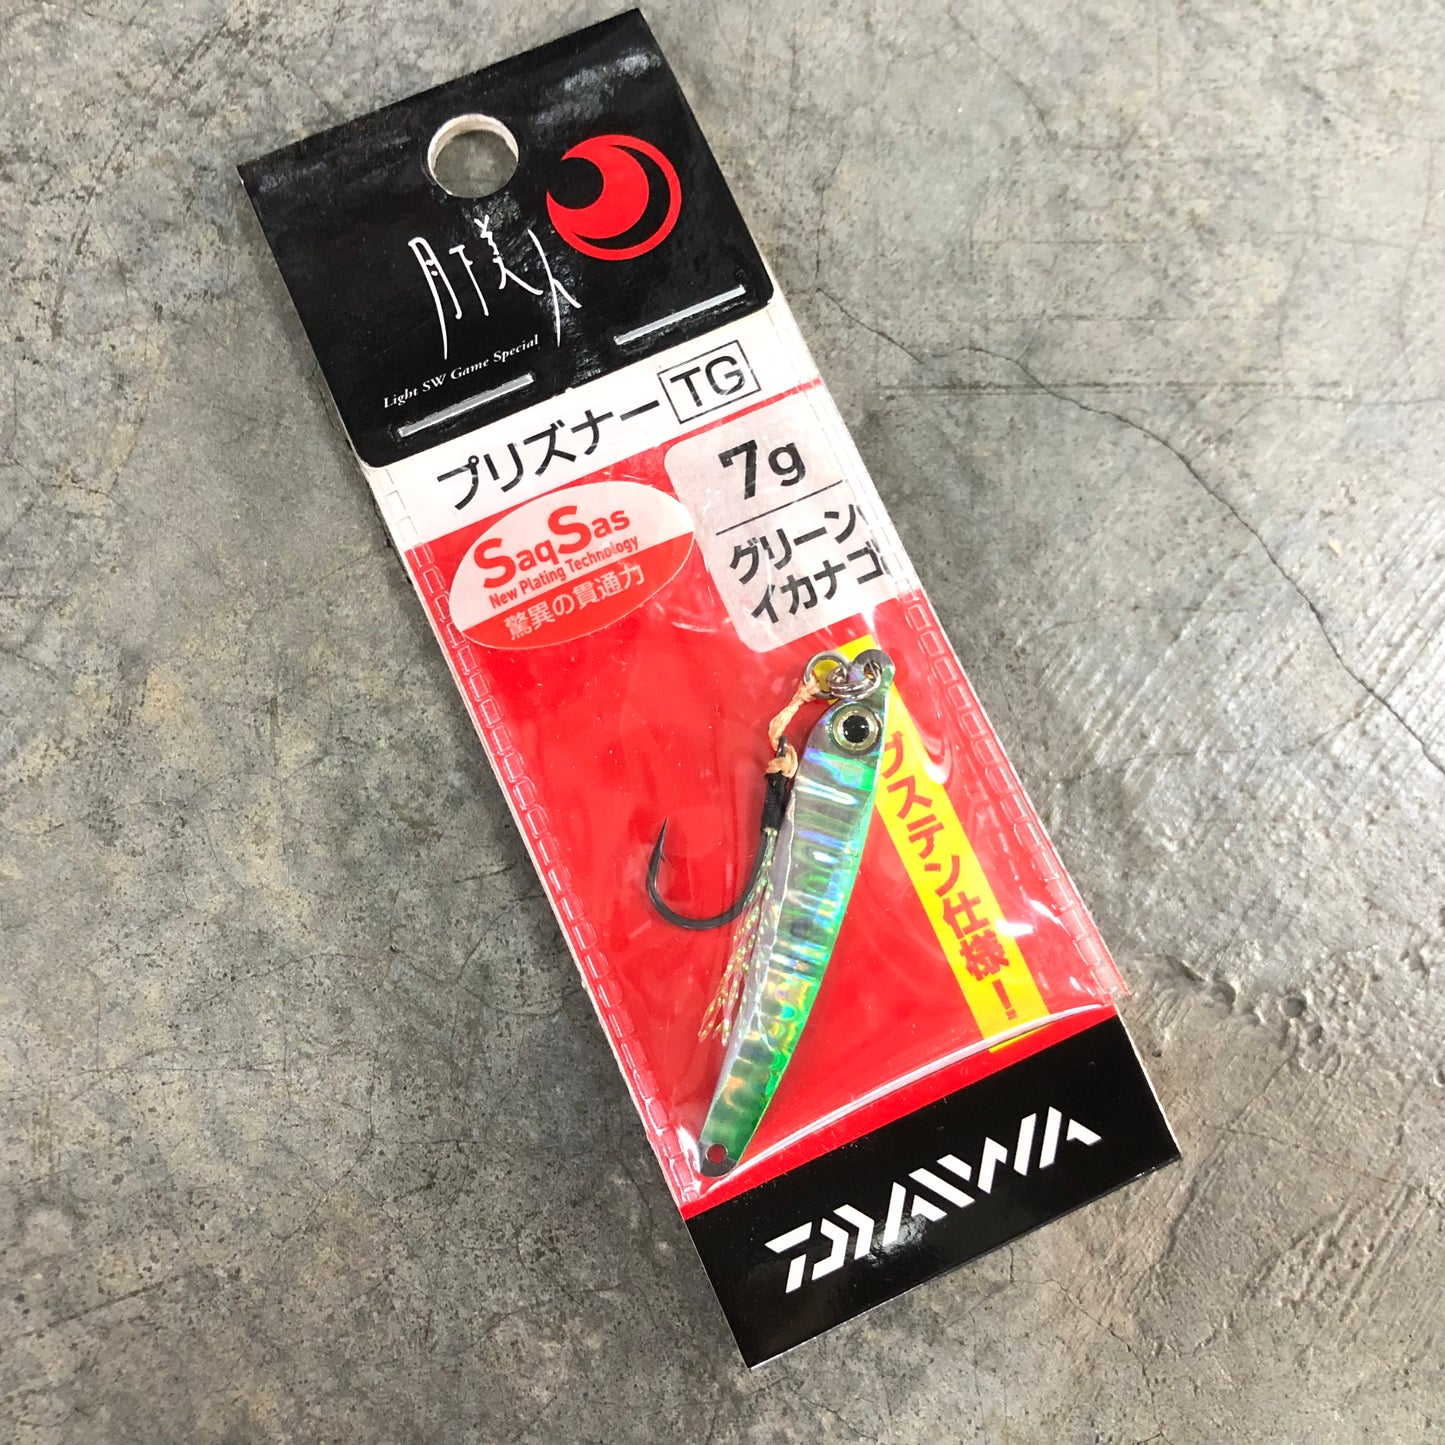 月下美人
Light SW Game Special
プリズナーTG
7g
グリーン
イカナゴ
SaqSas
New Plating Technology
驚異の貫通力
グステン仕様！
DAIWA